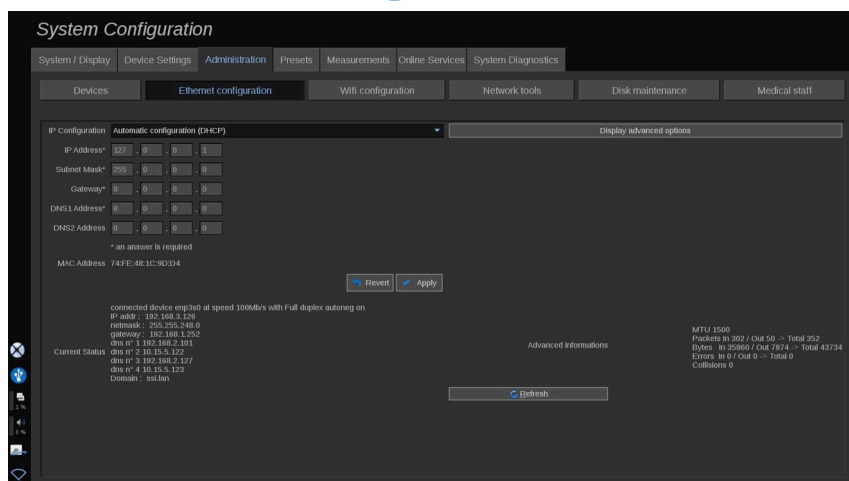 System Configuration
System / Display Device Settings Administration Presets Measurements Online Services System Diagnostics
Devices Ethernet configuration Wifi configuration Network tools Disk maintenance Medical staff
IP Configuration Automatic configuration (DHCP) Display advanced options
IP Address* 127 . 0 . 0 . 1
Subnet Mask* 255 . 0 . 0 . 0
Gateway* 0 . 0 . 0 . 0
DNS1 Address* 0 . 0 . 0 . 0
DNS2 Address 0 . 0 . 0 . 0
* an answer is required
MAC Address 74:FE:48:1C:9D:D4
Revert Apply
Current Status
connected device enp3s0 at speed 100Mb/s with Full duplex autoneg on
IP addr : 192.168.3.126
netmask : 255.255.248.0
gateway : 192.168.1.252
dns n° 1 192.168.2.101
dns n° 2 10.15.5.122
dns n° 3 192.168.2.127
dns n° 4 10.15.5.123
Domain : ssi.lan
Advanced informations
MTU 1500
Packets In 302 / Out 50 -> Total 352
Bytes In 35860 / Out 7874 -> Total 43734
Errors In 0 / Out 0 -> Total 0
Collisions 0
Refresh
1 %
0 %